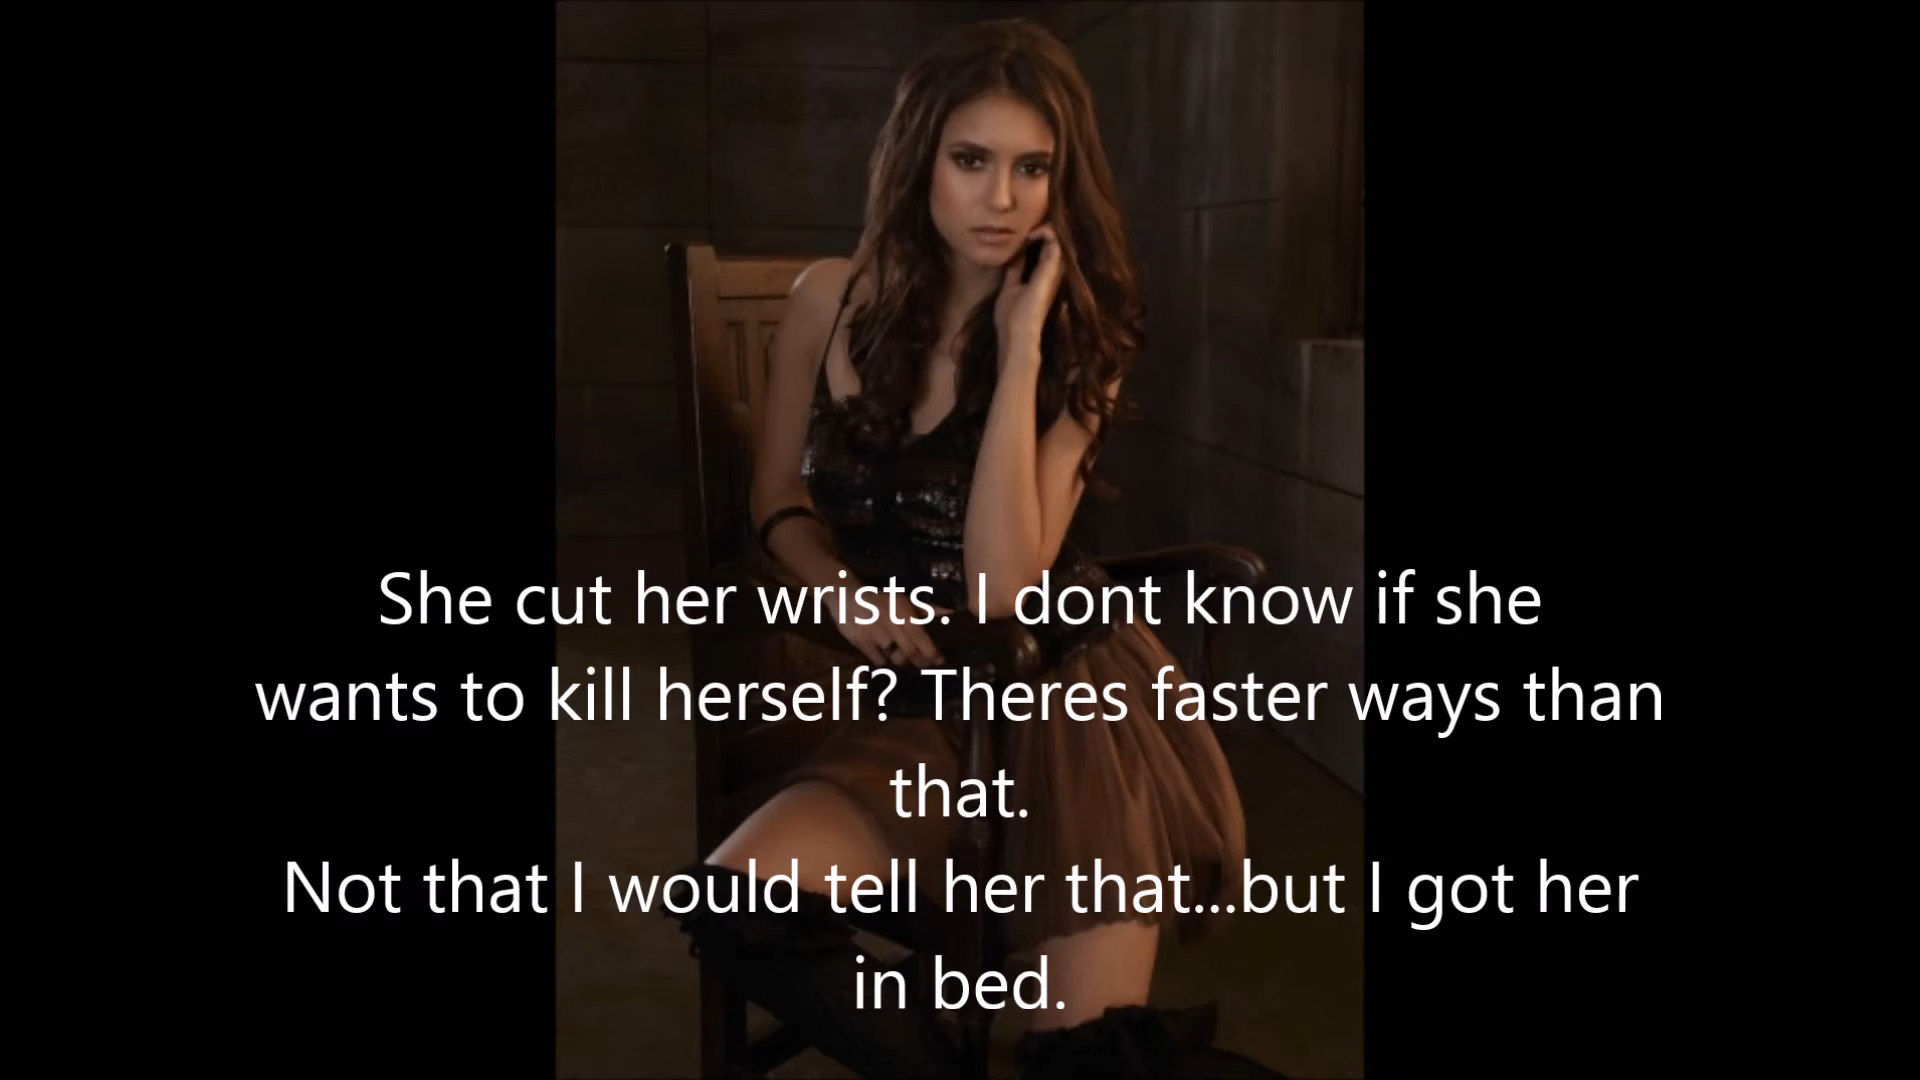 She cut her wrists. I dont know if she
wants to kill herself? Theres faster ways than
that.
Not that I would tell her that...but I got her
in bed.